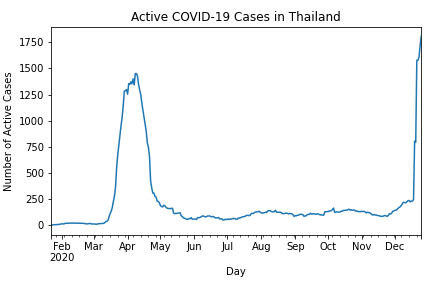 Active COVID-19 Cases in Thailand
Number of Active Cases
1750
1500
1250
1000
750
500
250
0
Feb Mar Apr May Jun Jul Aug Sep Oct Nov Dec
2020
Day